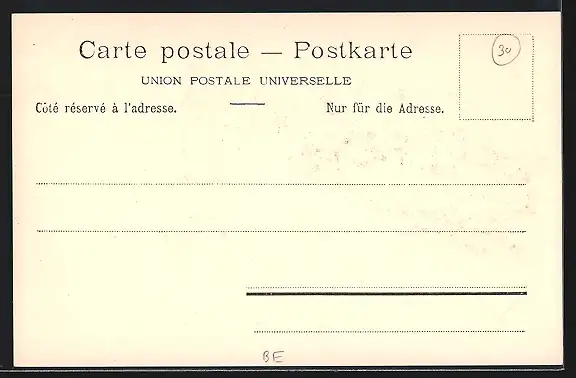 Carte postale — Postkarte
30
UNION POSTALE UNIVERSELLE
Côté réservé à l'adresse.
Nur für die Adresse.
BE